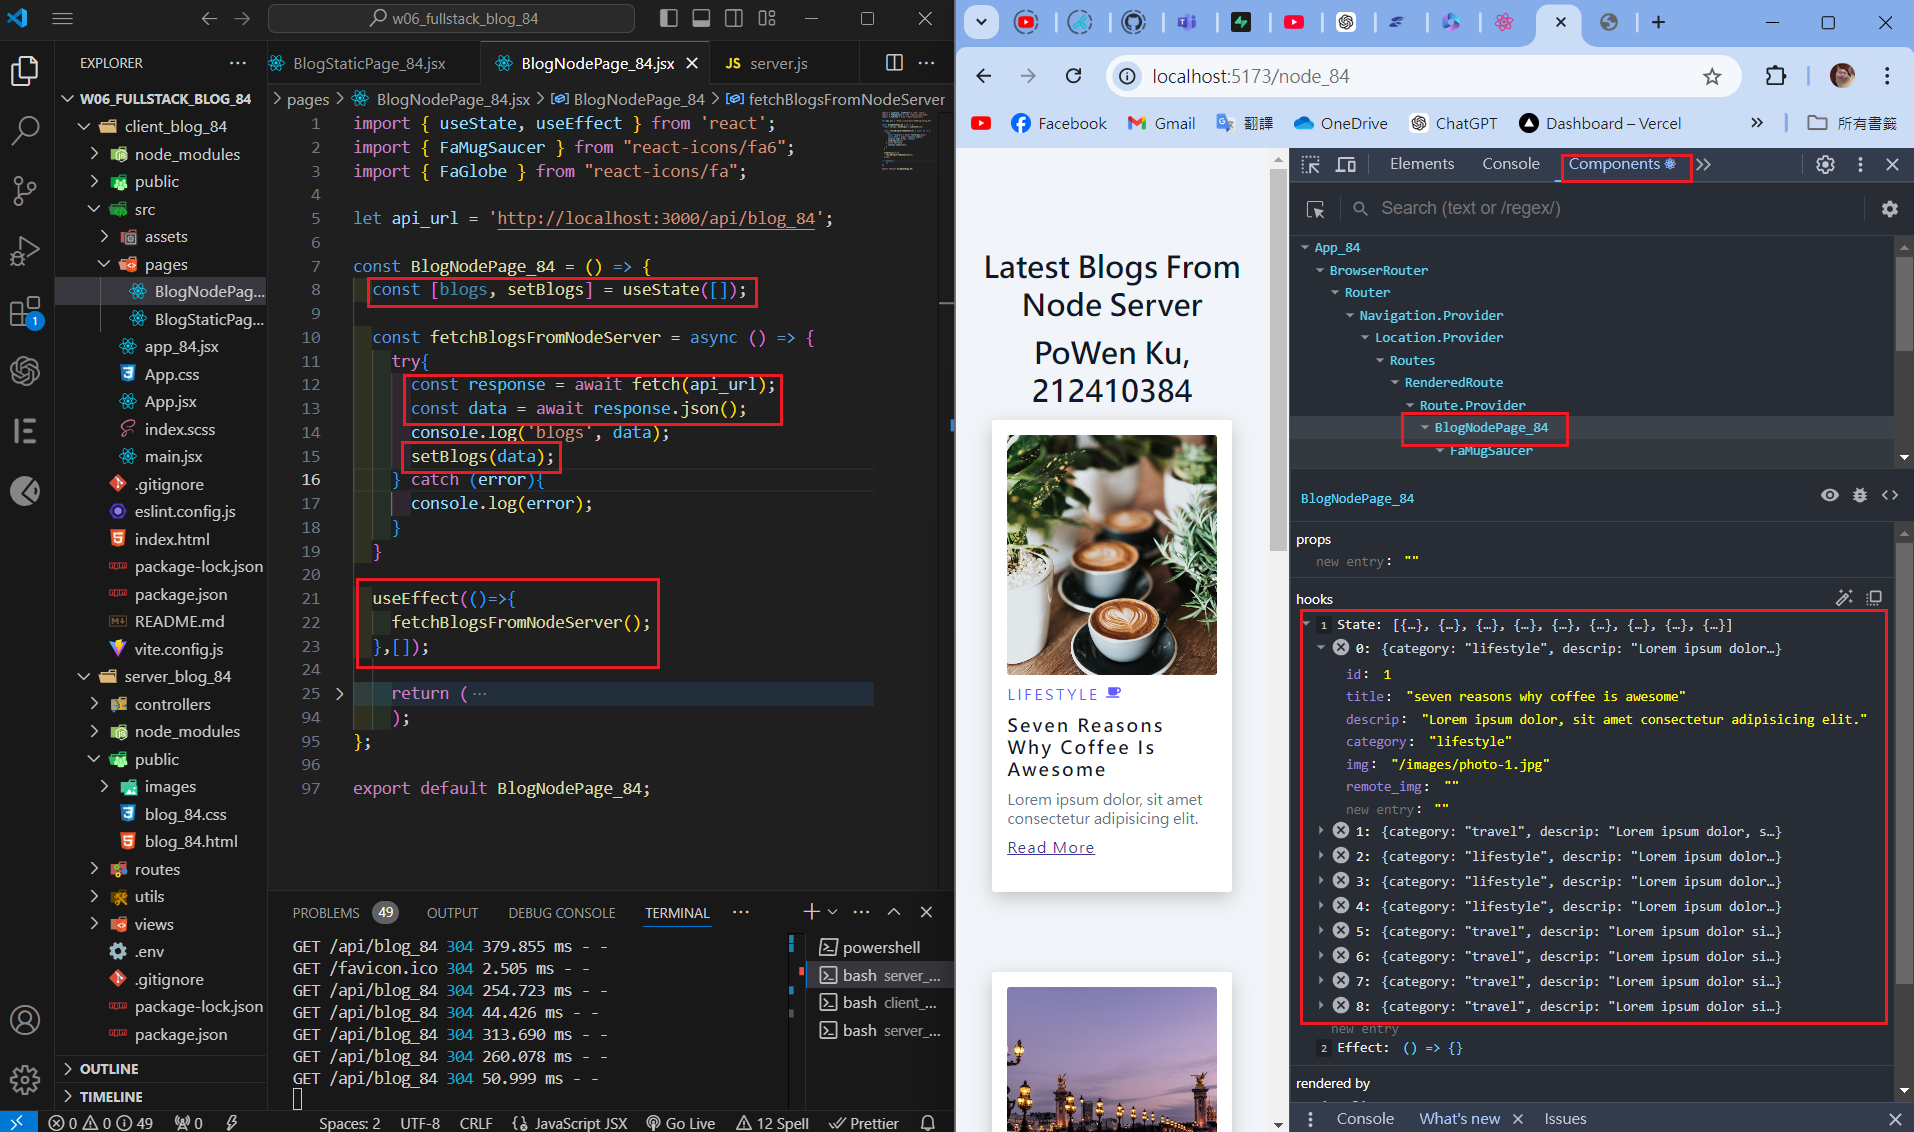 w06_fullstack_blog_84
EXPLORER
W06_FULLSTACK_BLOG_84
client_blog_84
node_modules
public
src
assets
pages
BlogNodePag...
BlogStaticPag...
app_84.jsx
App.css
App.jsx
index.scss
main.jsx
.gitignore
eslint.config.js
index.html
package-lock.json
package.json
README.md
vite.config.js
server_blog_84
controllers
node_modules
public
images
blog_84.css
blog_84.html
routes
utils
views
.env
.gitignore
package-lock.json
package.json
OUTLINE
TIMELINE
1
BlogStaticPage_84.jsx
BlogNodePage_84.jsx
JS server.js
pages > BlogNodePage_84.jsx > BlogNodePage_84 > fetchBlogsFromNodeServer
1 import { useState, useEffect } from 'react';
2 import { FaMugSaucer } from "react-icons/fa6";
3 import { FaGlobe } from "react-icons/fa";
4
5 let api_url = 'http://localhost:3000/api/blog_84';
6
7 const BlogNodePage_84 = () => {
8 const [blogs, setBlogs] = useState([]);
9
10 const fetchBlogsFromNodeServer = async () => {
11 try{
12 const response = await fetch(api_url);
13 const data = await response.json();
14 console.log('blogs', data);
15 setBlogs(data);
16 } catch (error){
17 console.log(error);
18 }
19 }
20
21 useEffect(()=>{
22 fetchBlogsFromNodeServer();
23 },[]);
24
25 return ( ...
94 );
95 };
96
97 export default BlogNodePage_84;
PROBLEMS 49 OUTPUT DEBUG CONSOLE TERMINAL
GET /api/blog_84 304 379.855 ms - -
GET /favicon.ico 304 2.505 ms - -
GET /api/blog_84 304 254.723 ms - -
GET /api/blog_84 304 44.426 ms - -
GET /api/blog_84 304 313.690 ms - -
GET /api/blog_84 304 260.078 ms - -
GET /api/blog_84 304 50.999 ms - -
powershell
bash server_...
bash client_...
bash server_...
0 0 49 0 Spaces: 2 UTF-8 CRLF JavaScript JSX Go Live 12 Spell Prettier
localhost:5173/node_84
Facebook Gmail 翻譯 OneDrive ChatGPT Dashboard – Vercel 所有書籤
Latest Blogs From
Node Server
PoWen Ku,
212410384
LIFESTYLE
Seven Reasons
Why Coffee Is
Awesome
Lorem ipsum dolor, sit amet
consectetur adipisicing elit.
Read More
Elements Console Components
Search (text or /regex/)
App_84
BrowserRouter
Router
Navigation.Provider
Location.Provider
Routes
RenderedRoute
Route.Provider
BlogNodePage_84
FaMugSaucer
BlogNodePage_84
props
new entry: ""
hooks
1 State: [{…}, {…}, {…}, {…}, {…}, {…}, {…}, {…}, {…}]
0: {category: "lifestyle", descrip: "Lorem ipsum dolor…}
id: 1
title: "seven reasons why coffee is awesome"
descrip: "Lorem ipsum dolor, sit amet consectetur adipisicing elit."
category: "lifestyle"
img: "/images/photo-1.jpg"
remote_img: ""
new entry: ""
1: {category: "travel", descrip: "Lorem ipsum dolor, s…}
2: {category: "lifestyle", descrip: "Lorem ipsum dolor…}
3: {category: "lifestyle", descrip: "Lorem ipsum dolor…}
4: {category: "lifestyle", descrip: "Lorem ipsum dolor…}
5: {category: "travel", descrip: "Lorem ipsum dolor si…}
6: {category: "travel", descrip: "Lorem ipsum dolor si…}
7: {category: "travel", descrip: "Lorem ipsum dolor si…}
8: {category: "travel", descrip: "Lorem ipsum dolor si…}
new entry
2 Effect: () => {}
rendered by
Console What's new Issues